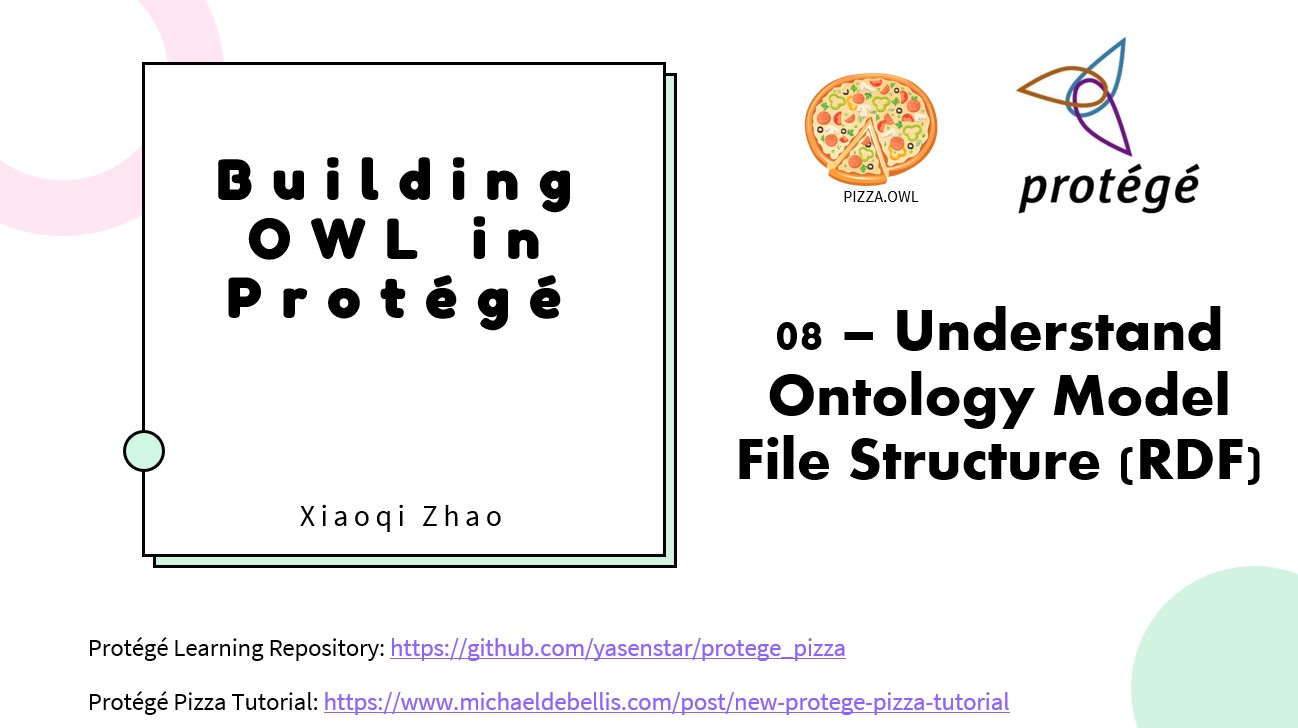 Building
OWL in
Protégé
Xiaoqi Zhao
PIZZA.OWL
protégé
08 – Understand
Ontology Model
File Structure (RDF)
Protégé Learning Repository: https://github.com/yasenstar/protege_pizza
Protégé Pizza Tutorial: https://www.michaeldebellis.com/post/new-protege-pizza-tutorial